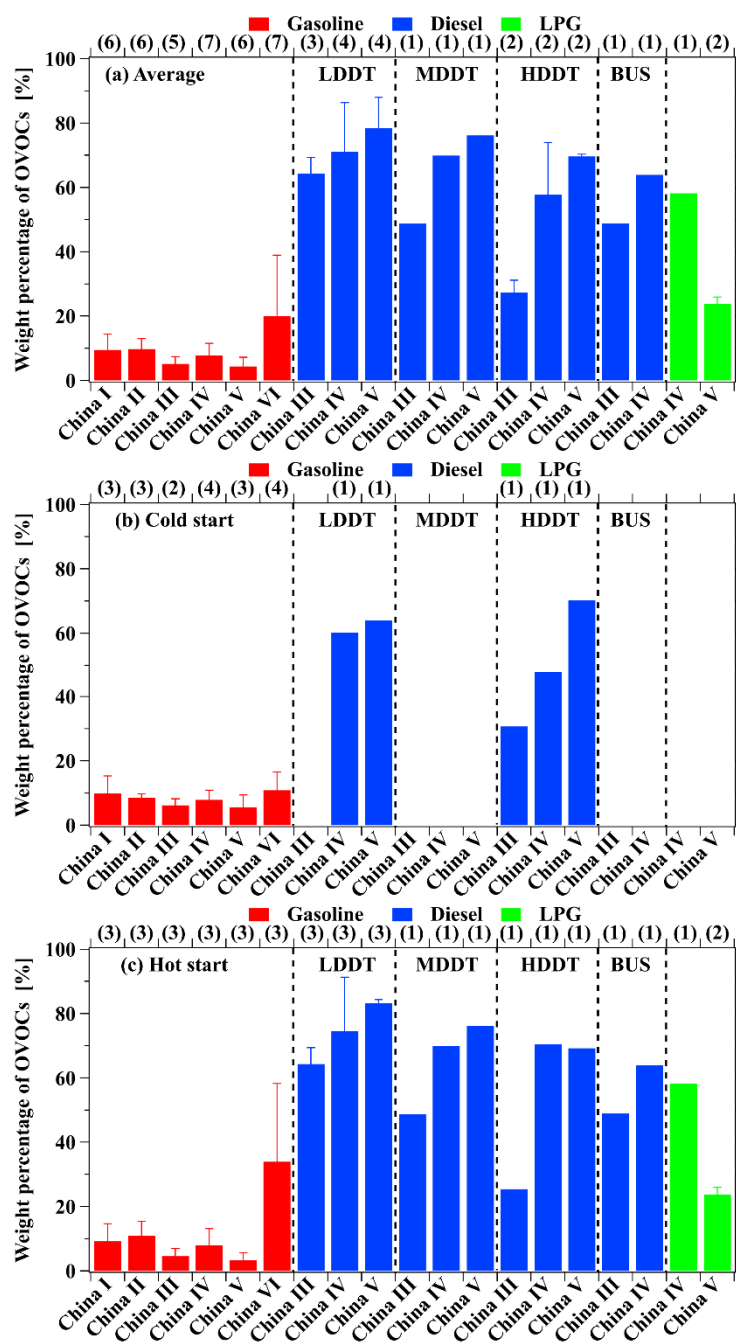 Gasoline Diesel LPG
(6) (6) (5) (7) (6) (7) (3) (4) (4) (1) (1) (1) (2) (2) (2) (1) (1) (1) (2)
(a) Average LDDT MDDT HDDT BUS
Weight percentage of OVOCs [%]
100
80
60
40
20
0
China I China II China III China IV China V China VI China III China IV China V China III China IV China V China III China IV China V China III China IV China IV China V
Gasoline Diesel LPG
(3) (3) (2) (4) (3) (4) (1) (1) (1) (1) (1)
(b) Cold start LDDT MDDT HDDT BUS
Weight percentage of OVOCs [%]
100
80
60
40
20
0
China I China II China III China IV China V China VI China III China IV China V China III China IV China V China III China IV China V China III China IV China IV China V
Gasoline Diesel LPG
(3) (3) (3) (3) (3) (3) (3) (3) (3) (1) (1) (1) (1) (1) (1) (1) (1) (1) (2)
(c) Hot start LDDT MDDT HDDT BUS
Weight percentage of OVOCs [%]
100
80
60
40
20
0
China I China II China III China IV China V China VI China III China IV China V China III China IV China V China III China IV China V China III China IV China IV China V